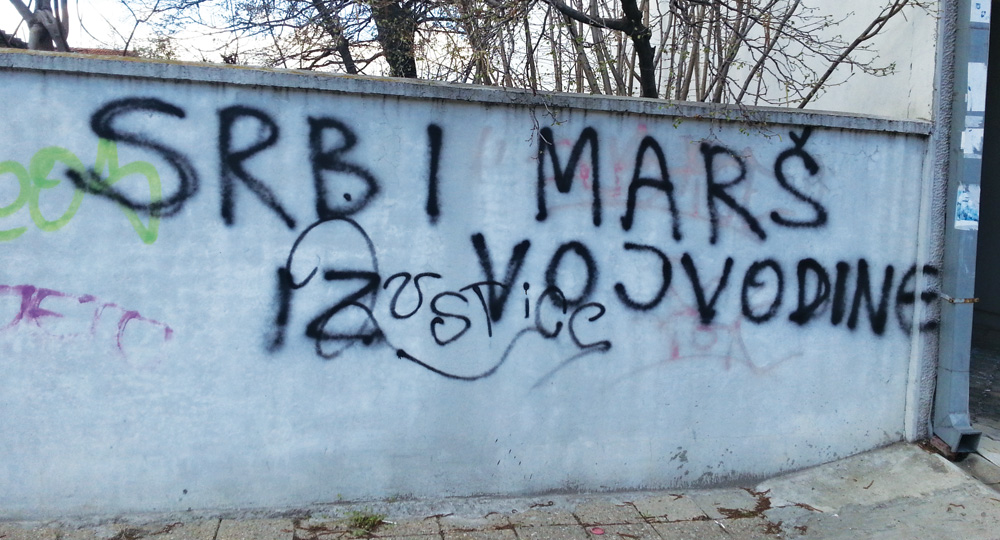 SRBI MARŠ
IZ VOJVODINE